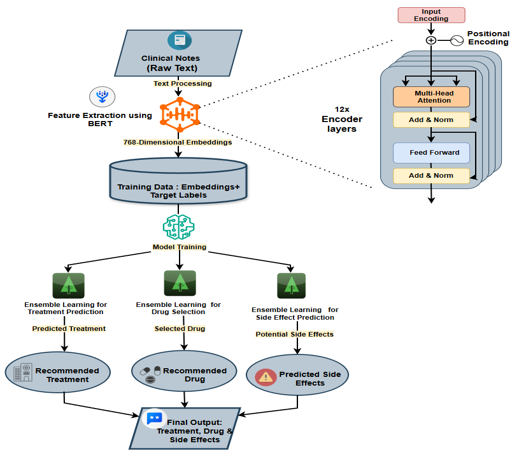 Input
Encoding
Positional
Encoding
Clinical Notes
(Raw Text)
Text Processing
Feature Extraction using
BERT
12x
Encoder
layers
Multi-Head
Attention
Add & Norm
Feed Forward
Add & Norm
768-Dimensional Embeddings
Training Data : Embeddings+
Target Labels
Model Training
Ensemble Learning for
Treatment Prediction
Ensemble Learning for
Drug Selection
Ensemble Learning for
Side Effect Prediction
Predicted Treatment
Selected Drug
Potential Side Effects
Recommended
Treatment
Recommended
Drug
Predicted Side
Effects
Final Output:
Treatment, Drug &
Side Effects